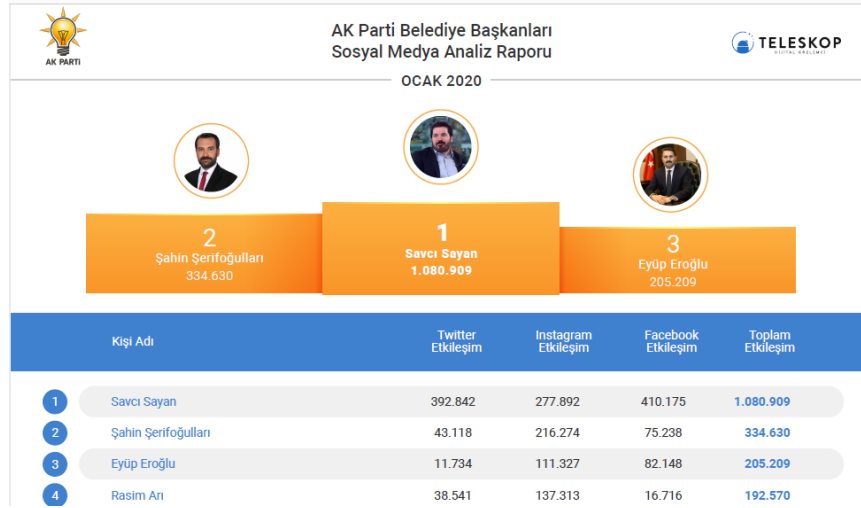 AK PARTİ
AK Parti Belediye Başkanları
Sosyal Medya Analiz Raporu
OCAK 2020
TELESKOP
1
Savcı Sayan
1.080.909
2
Şahin Şerifoğulları
334.630
3
Eyüp Eroğlu
205.209
Kişi Adı Twitter Etkileşim Instagram Etkileşim Facebook Etkileşim Toplam Etkileşim
1 Savcı Sayan 392.842 277.892 410.175 1.080.909
2 Şahin Şerifoğulları 43.118 216.274 75.238 334.630
3 Eyüp Eroğlu 11.734 111.327 82.148 205.209
4 Rasim Arı 38.541 137.313 16.716 192.570